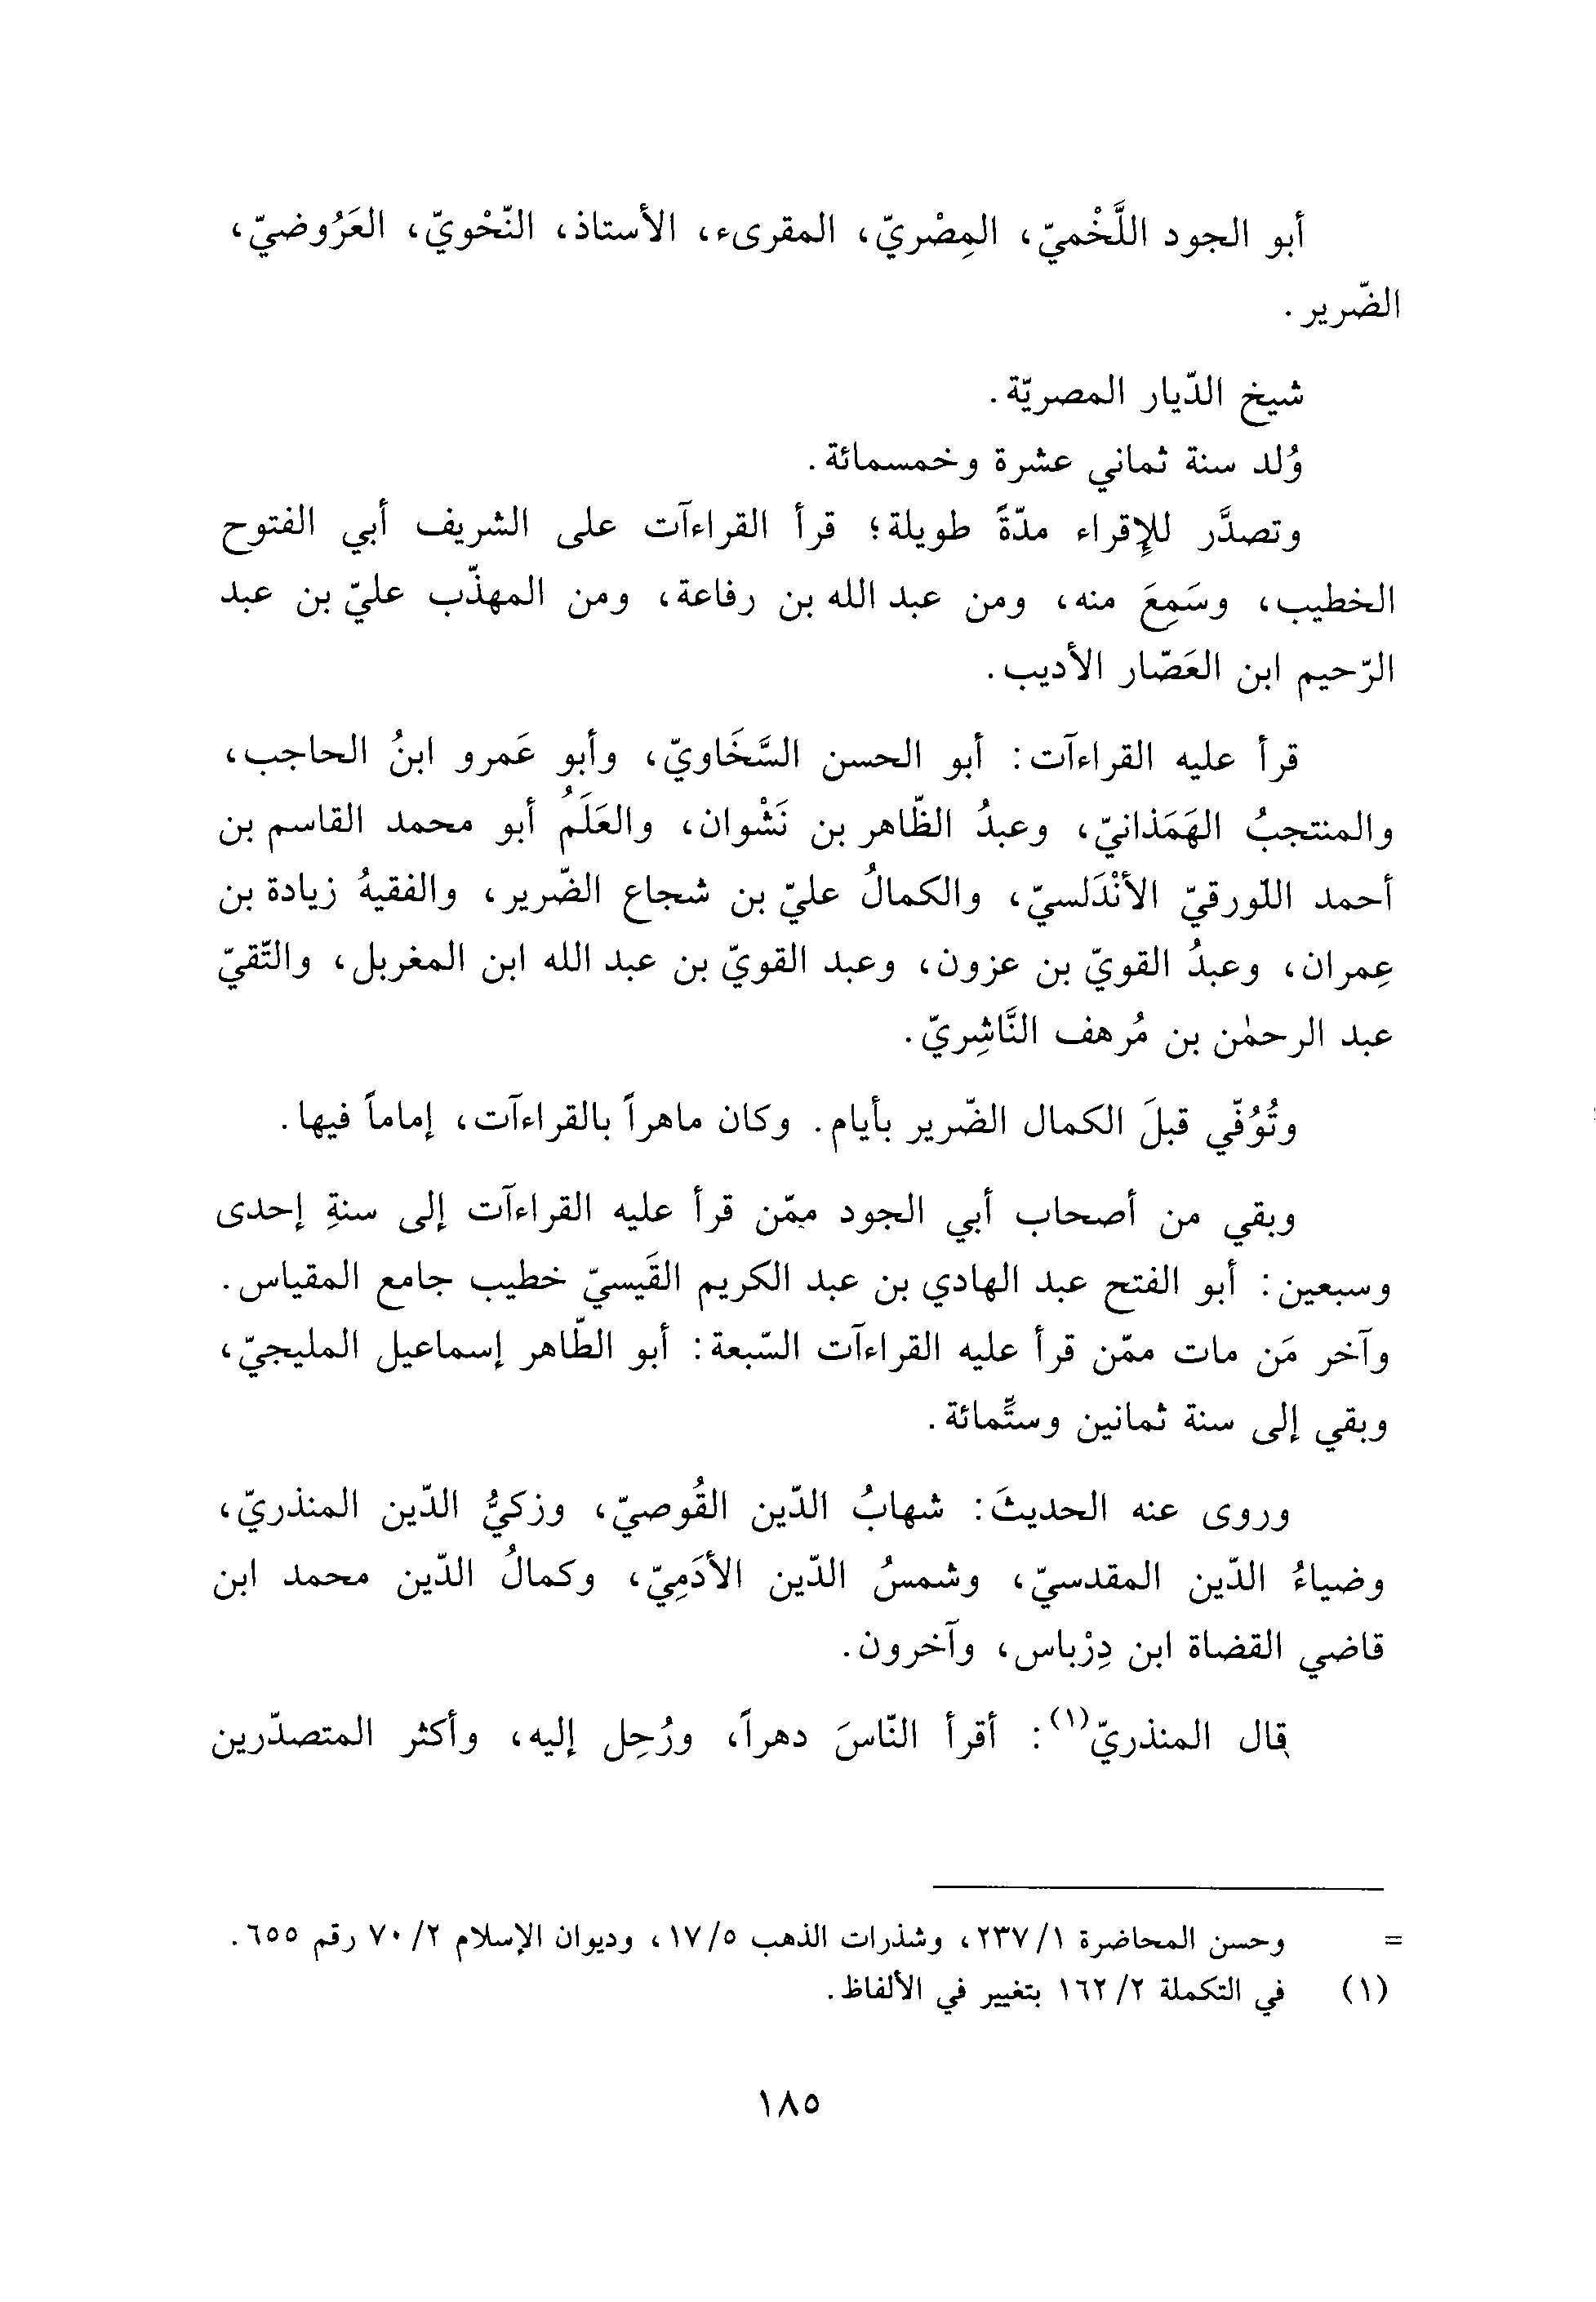 أبو الجود اللَّخْميّ، المِصْريّ، المقرىء، الأستاذ، النّحْويّ، العَرُوضيّ،
الضّرير.
شيخ الدّيار المصريّة.
وُلد سنة ثماني عشرة وخمسمائة.
وتصدَّر للإِقراء مدّةً طويلة؛ قرأ القراءآت على الشريف أبي الفتوح
الخطيب، وسَمِعَ منه، ومن عبد الله بن رفاعة، ومن المهذّب عليّ بن عبد
الرّحيم ابن العَصّار الأديب.
قرأ عليه القراءآت: أبو الحسن السَّخَاويّ، وأبو عَمرو ابنُ الحاجب،
والمنتجبُ الهَمَذانيّ، وعبدُ الظّاهر بن نَشْوان، والعَلَمُ أبو محمد القاسم بن
أحمد اللّورقيّ الأنْدَلسيّ، والكمالُ عليّ بن شجاع الضّرير، والفقيهُ زيادة بن
عِمران، وعبدُ القويّ بن عزون، وعبد القويّ بن عبد الله ابن المغربل، والتّقيّ
عبد الرحمٰن بن مُرهف النَّاشِريّ.
وتُوُفّي قبلَ الكمال الضّرير بأيام. وكان ماهراً بالقراءآت، إماماً فيها.
وبقي من أصحاب أبي الجود ممّن قرأ عليه القراءآت إلى سنةِ إحدى
وسبعين: أبو الفتح عبد الهادي بن عبد الكريم القَيسيّ خطيب جامع المقياس.
وآخر مَن مات ممّن قرأ عليه القراءآت السّبعة: أبو الطّاهر إسماعيل المليجيّ،
وبقي إلى سنة ثمانين وستَّمائة.
وروى عنه الحديثَ: شهابُ الدّين القُوصيّ، وزكيُّ الدّين المنذريّ،
وضياءُ الدّين المقدسيّ، وشمسُ الدّين الأدَمِيّ، وكمالُ الدّين محمد ابن
قاضي القضاة ابن دِرْباس، وآخرون.
قال المنذريّ(١): أقرأ النّاسَ دهراً، ورُحِل إليه، وأكثر المتصدّرين
= وحسن المحاضرة ١/ ٢٣٧، وشذرات الذهب ٥/ ١٧، وديوان الإسلام ٢/ ٧٠ رقم ٦٥٥.
(١) في التكملة ٢/ ١٦٢ بتغيير في الألفاظ.
١٨٥